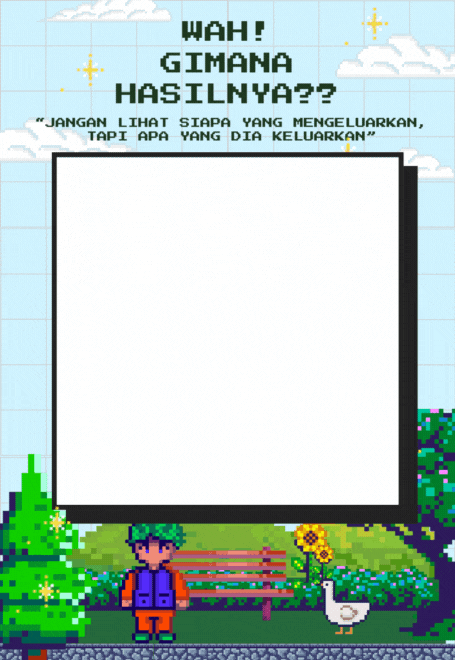 WAH!
GIMANA
HASILNYA??
“JANGAN LIHAT SIAPA YANG MENGELUARKAN,
TAPI APA YANG DIA KELUARKAN”